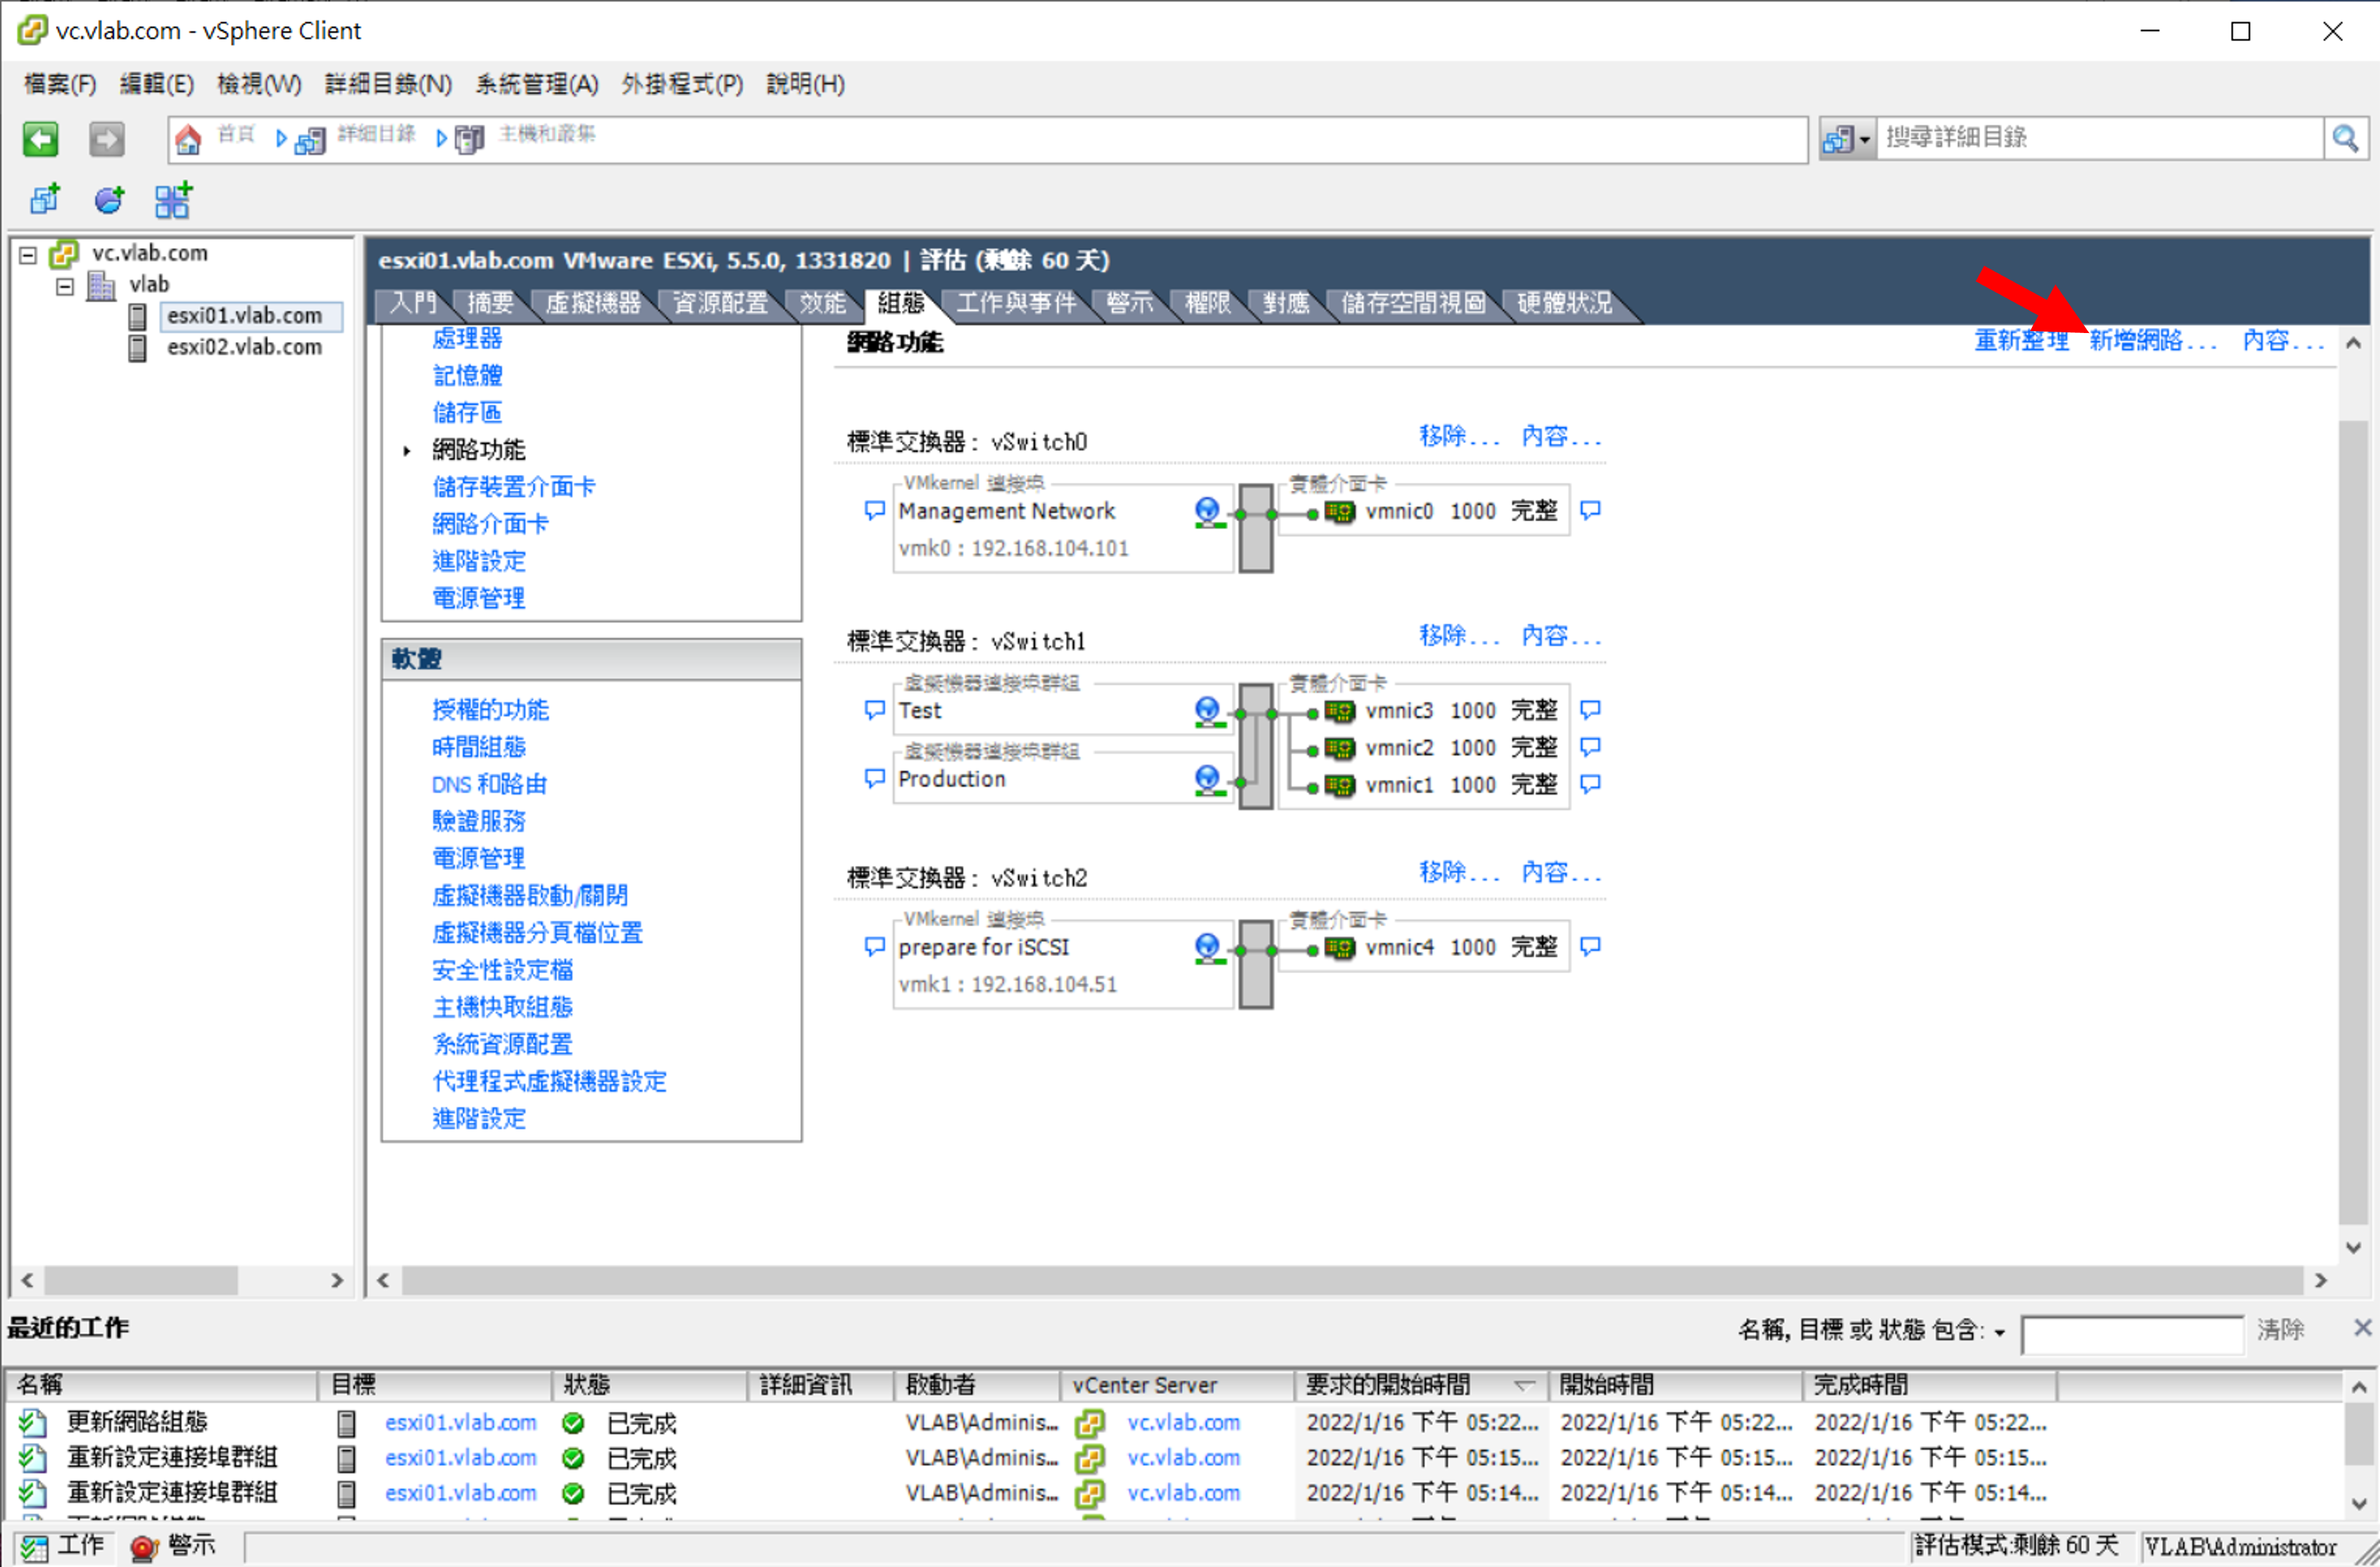 vc.vlab.com - vSphere Client
檔案(F) 編輯(E) 檢視(W) 詳細目錄(N) 系統管理(A) 外掛程式(P) 說明(H)
首頁 詳細目錄 主機和叢集 搜尋詳細目錄
vc.vlab.com
vlab
esxi01.vlab.com
esxi02.vlab.com
esxi01.vlab.com VMware ESXi, 5.5.0, 1331820 | 評估 (剩餘 60 天)
入門 摘要 虛擬機器 資源配置 效能 組態 工作與事件 警示 權限 對應 儲存空間視圖 硬體狀況
處理器
記憶體
儲存區
網路功能
儲存裝置介面卡
網路介面卡
進階設定
電源管理
軟體
授權的功能
時間組態
DNS 和路由
驗證服務
電源管理
虛擬機器啟動/關閉
虛擬機器分頁檔位置
安全性設定檔
主機快取組態
系統資源配置
代理程式虛擬機器設定
進階設定
網路功能 重新整理 新增網路... 內容...
標準交換器: vSwitch0 移除... 內容...
VMkernel 連接埠 實體介面卡
Management Network vmnic0 1000 完整
vmk0 : 192.168.104.101
標準交換器: vSwitch1 移除... 內容...
虛擬機器連接埠群組 實體介面卡
Test vmnic3 1000 完整
虛擬機器連接埠群組 vmnic2 1000 完整
Production vmnic1 1000 完整
標準交換器: vSwitch2 移除... 內容...
VMkernel 連接埠 實體介面卡
prepare for iSCSI vmnic4 1000 完整
vmk1 : 192.168.104.51
最近的工作 名稱, 目標 或 狀態 包含: 清除
名稱 目標 狀態 詳細資訊 啟動者 vCenter Server 要求的開始時間 開始時間 完成時間
更新網路組態 esxi01.vlab.com 已完成 VLAB\Adminis... vc.vlab.com 2022/1/16 下午 05:22... 2022/1/16 下午 05:22... 2022/1/16 下午 05:22...
重新設定連接埠群組 esxi01.vlab.com 已完成 VLAB\Adminis... vc.vlab.com 2022/1/16 下午 05:15... 2022/1/16 下午 05:15... 2022/1/16 下午 05:15...
重新設定連接埠群組 esxi01.vlab.com 已完成 VLAB\Adminis... vc.vlab.com 2022/1/16 下午 05:14... 2022/1/16 下午 05:14... 2022/1/16 下午 05:14...
工作 警示 評估模式:剩餘 60 天 VLAB\Administrator